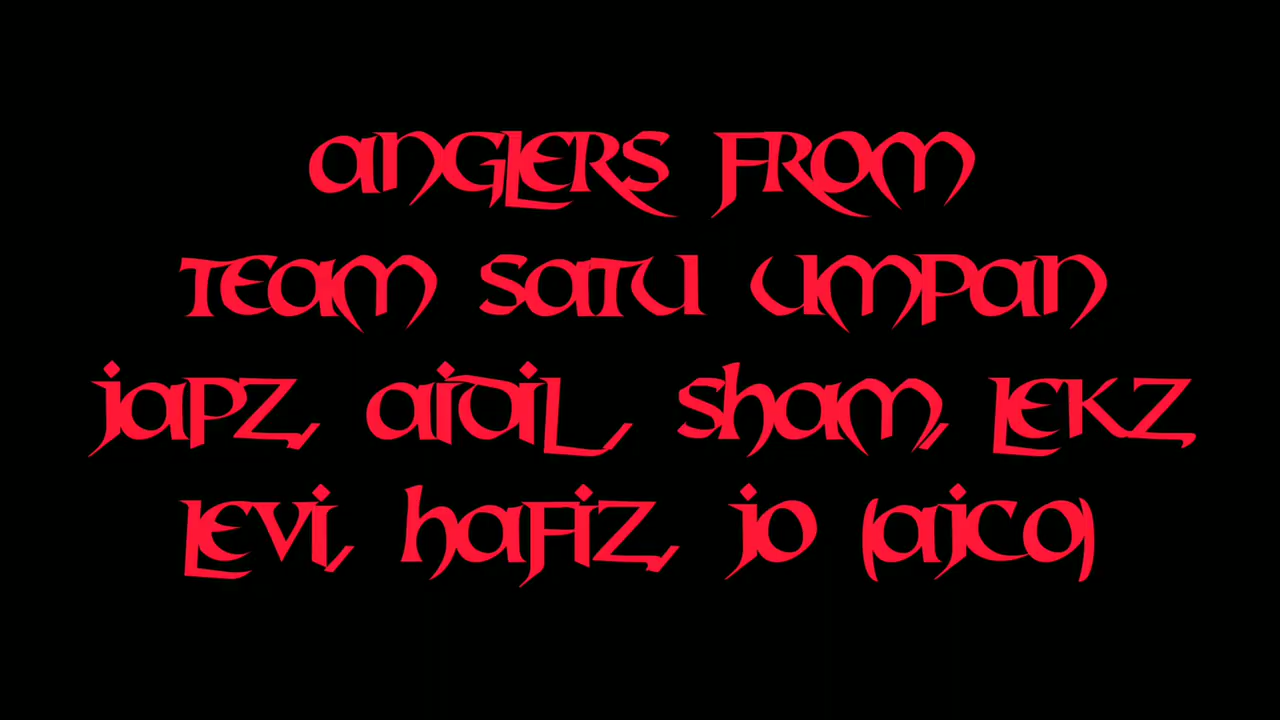 ANGLERS FROM
TEAM SATU UMPAN
JAPZ, AIDIL, SHAM, LEKZ
LEVI, HAFIZ, JO (AJCO)